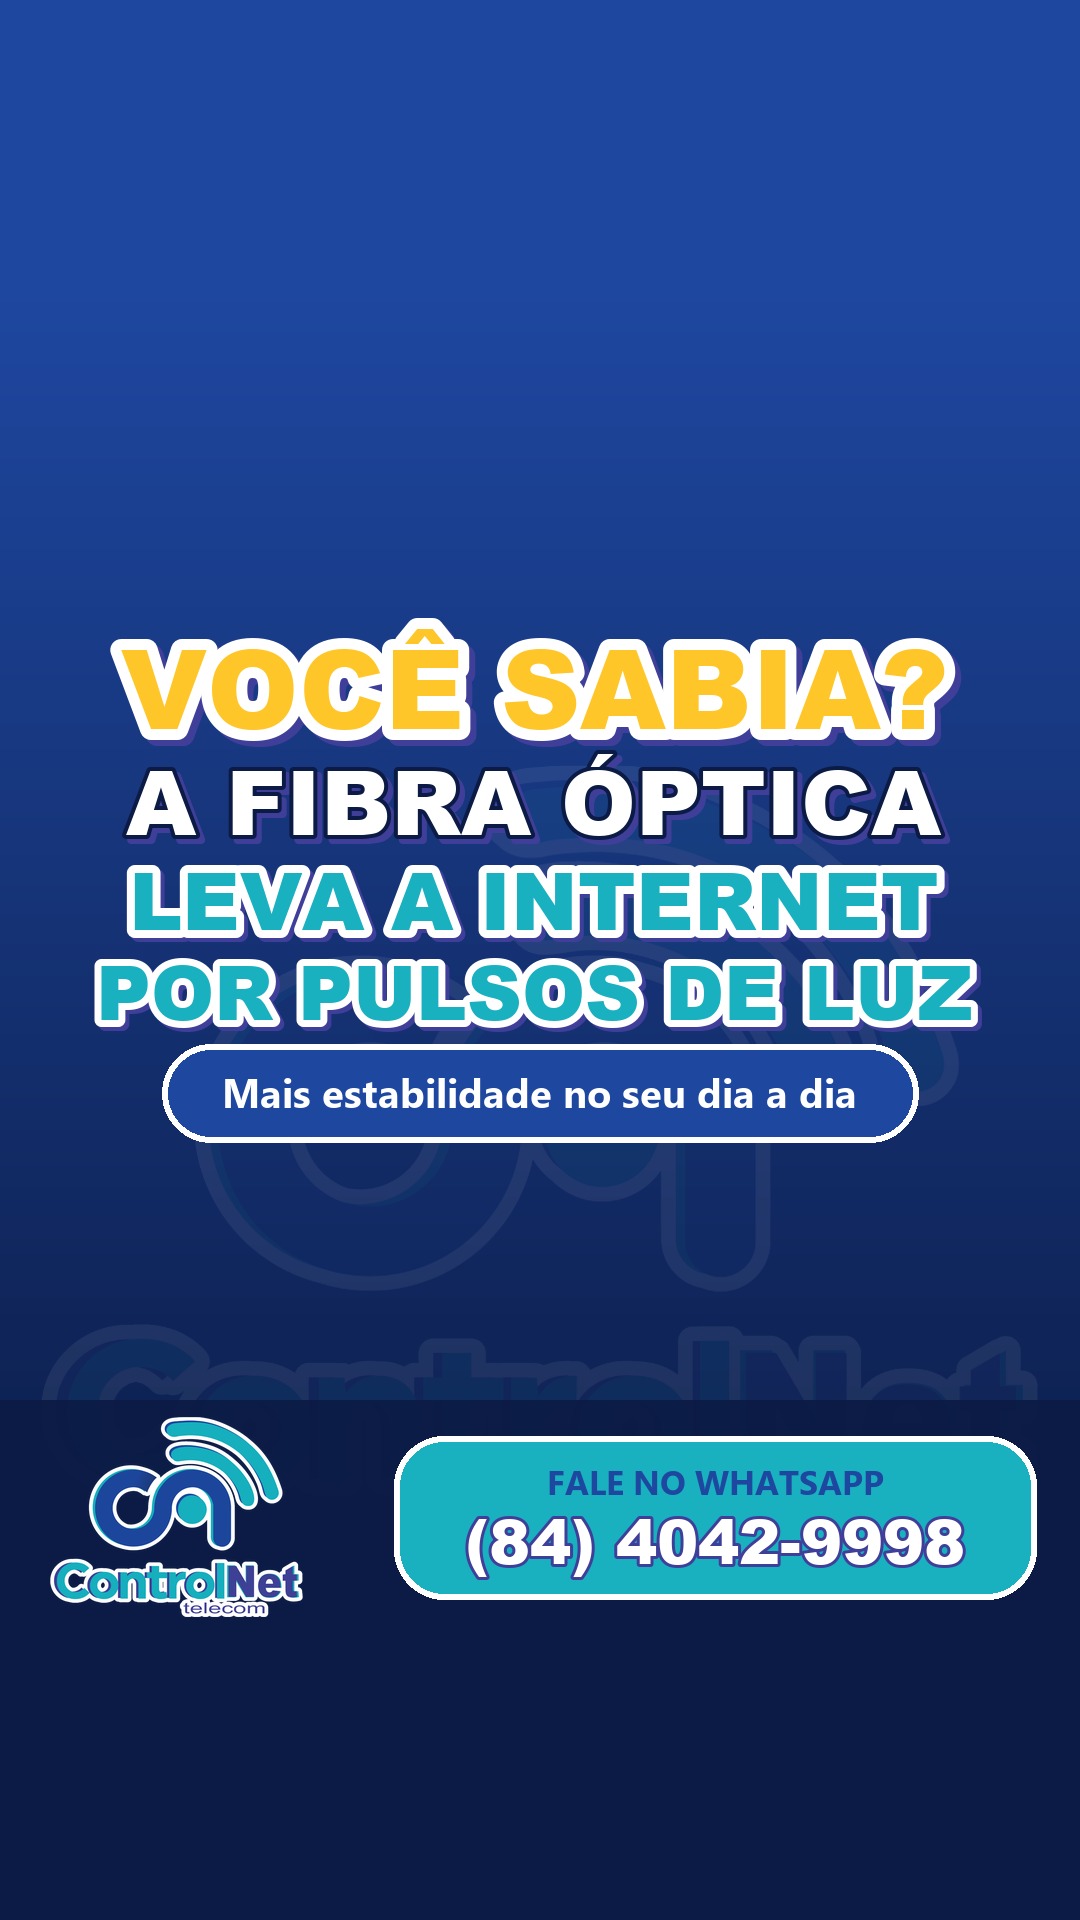 VOCÊ SABIA?
A FIBRA ÓPTICA
LEVA A INTERNET
POR PULSOS DE LUZ
Mais estabilidade no seu dia a dia
ControlNet
ControlNet
telecom
FALE NO WHATSAPP
(84) 4042-9998